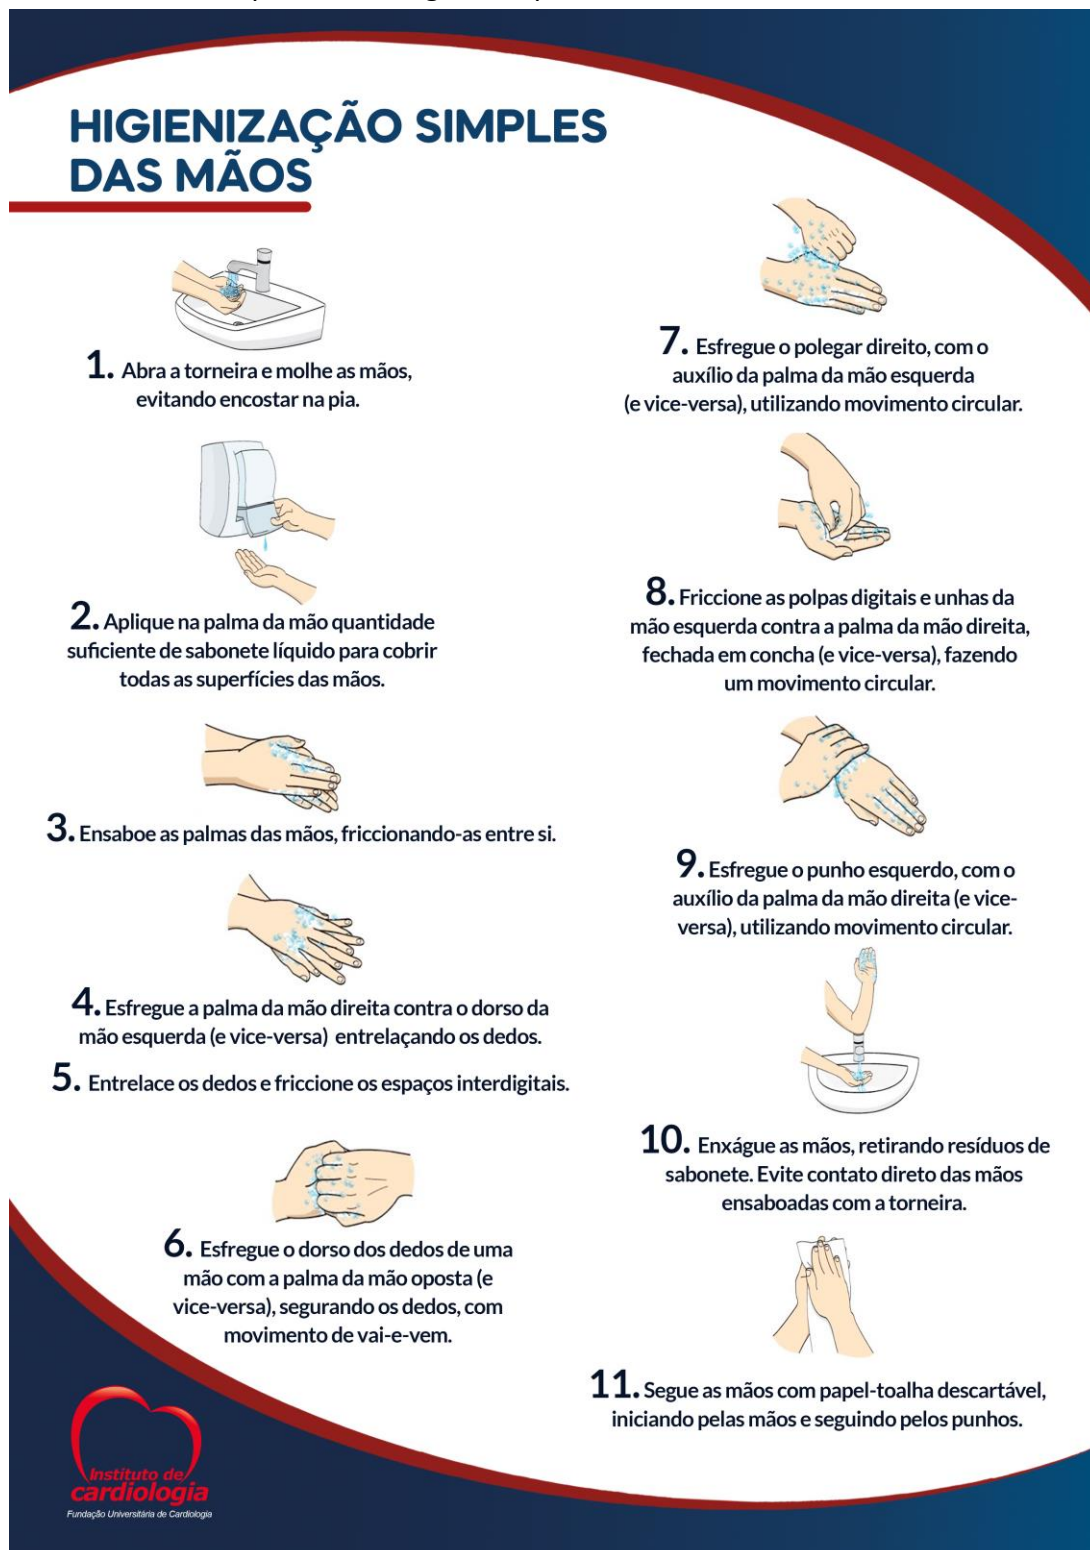 HIGIENIZAÇÃO SIMPLES
DAS MÃOS
1. Abra a torneira e molhe as mãos,
evitando encostar na pia.
2. Aplique na palma da mão quantidade
suficiente de sabonete líquido para cobrir
todas as superfícies das mãos.
3. Ensaboe as palmas das mãos, friccionando-as entre si.
4. Esfregue a palma da mão direita contra o dorso da
mão esquerda (e vice-versa) entrelaçando os dedos.
5. Entrelace os dedos e friccione os espaços interdigitais.
6. Esfregue o dorso dos dedos de uma
mão com a palma da mão oposta (e
vice-versa), segurando os dedos, com
movimento de vai-e-vem.
7. Esfregue o polegar direito, com o
auxílio da palma da mão esquerda
(e vice-versa), utilizando movimento circular.
8. Friccione as polpas digitais e unhas da
mão esquerda contra a palma da mão direita,
fechada em concha (e vice-versa), fazendo
um movimento circular.
9. Esfregue o punho esquerdo, com o
auxílio da palma da mão direita (e vice-
versa), utilizando movimento circular.
10. Enxágue as mãos, retirando resíduos de
sabonete. Evite contato direto das mãos
ensaboadas com a torneira.
11. Segue as mãos com papel-toalha descartável,
iniciando pelas mãos e seguindo pelos punhos.
Instituto de
cardiologia
Fundação Universitária de Cardiologia